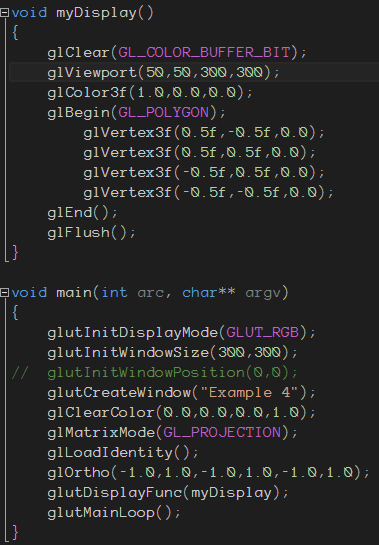 void myDisplay()
{
    glClear(GL_COLOR_BUFFER_BIT);
    glViewport(50,50,300,300);
    glColor3f(1.0,0.0,0.0);
    glBegin(GL_POLYGON);
        glVertex3f(0.5f,-0.5f,0.0);
        glVertex3f(0.5f,0.5f,0.0);
        glVertex3f(-0.5f,0.5f,0.0);
        glVertex3f(-0.5f,-0.5f,0.0);
    glEnd();
    glFlush();
}
void main(int arc, char** argv)
{
    glutInitDisplayMode(GLUT_RGB);
    glutInitWindowSize(300,300);
//  glutInitWindowPosition(0,0);
    glutCreateWindow("Example 4");
    glClearColor(0.0,0.0,0.0,1.0);
    glMatrixMode(GL_PROJECTION);
    glLoadIdentity();
    glOrtho(-1.0,1.0,-1.0,1.0,-1.0,1.0);
    glutDisplayFunc(myDisplay);
    glutMainLoop();
}